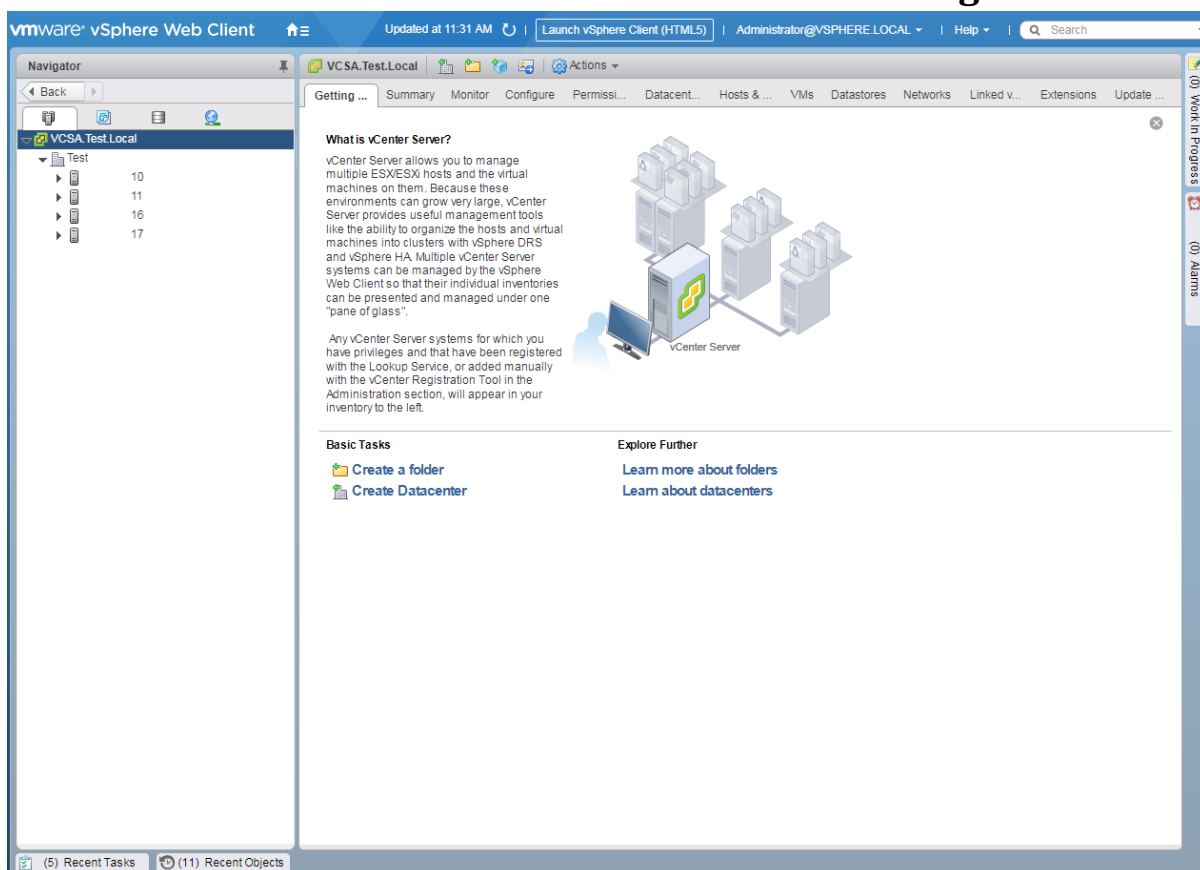 g
vmware® vSphere Web Client
Updated at 11:31 AM
Launch vSphere Client (HTML5)
Administrator@VSPHERE.LOCAL
Help
Search
Navigator
Back
VCSA.Test.Local
Test
10
11
16
17
VCSA.Test.Local
Actions
Getting ...
Summary
Monitor
Configure
Permissi...
Datacent...
Hosts & ...
VMs
Datastores
Networks
Linked v...
Extensions
Update ...
What is vCenter Server?
vCenter Server allows you to manage
multiple ESX/ESXi hosts and the virtual
machines on them. Because these
environments can grow very large, vCenter
Server provides useful management tools
like the ability to organize the hosts and virtual
machines into clusters with vSphere DRS
and vSphere HA. Multiple vCenter Server
systems can be managed by the vSphere
Web Client so that their individual inventories
can be presented and managed under one
"pane of glass".
Any vCenter Server systems for which you
have privileges and that have been registered
with the Lookup Service, or added manually
with the vCenter Registration Tool in the
Administration section, will appear in your
inventory to the left.
vCenter Server
Basic Tasks
Create a folder
Create Datacenter
Explore Further
Learn more about folders
Learn about datacenters
(0) Work In Progress
(0) Alarms
(5) Recent Tasks
(11) Recent Objects